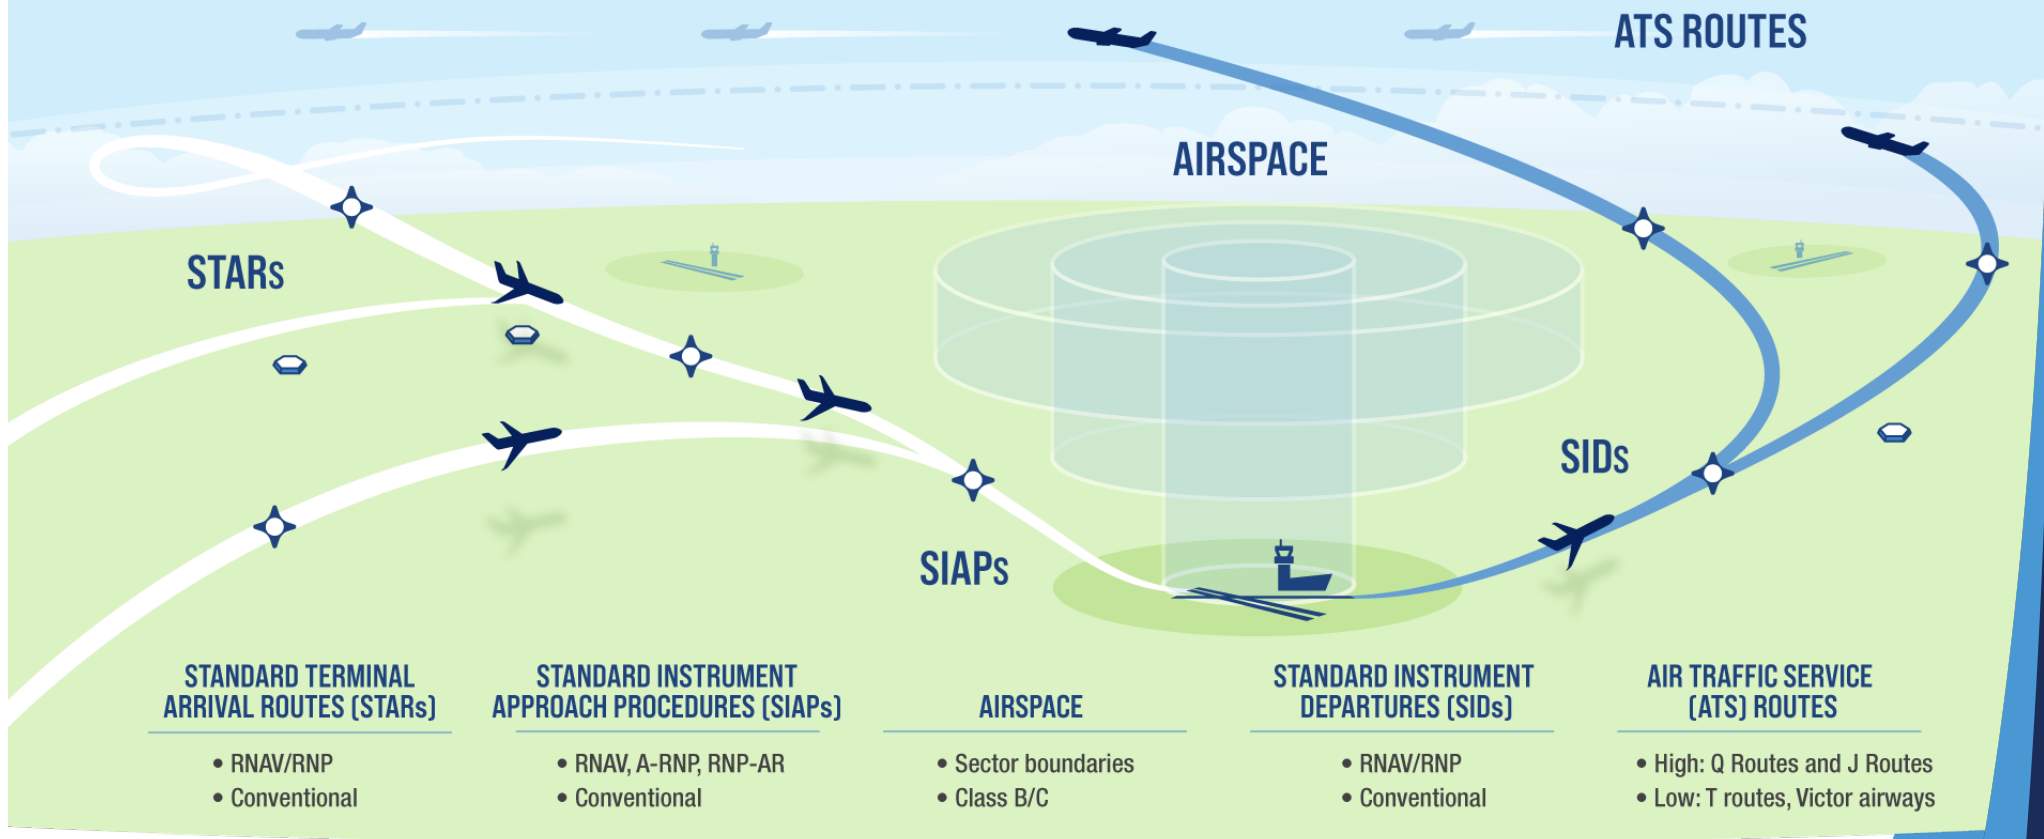 ATS ROUTES
AIRSPACE
STARs
SIDs
SIAPs
STANDARD TERMINAL
ARRIVAL ROUTES (STARs)
• RNAV/RNP
• Conventional
STANDARD INSTRUMENT
APPROACH PROCEDURES (SIAPs)
• RNAV, A-RNP, RNP-AR
• Conventional
AIRSPACE
• Sector boundaries
• Class B/C
STANDARD INSTRUMENT
DEPARTURES (SIDs)
• RNAV/RNP
• Conventional
AIR TRAFFIC SERVICE
(ATS) ROUTES
• High: Q Routes and J Routes
• Low: T routes, Victor airways